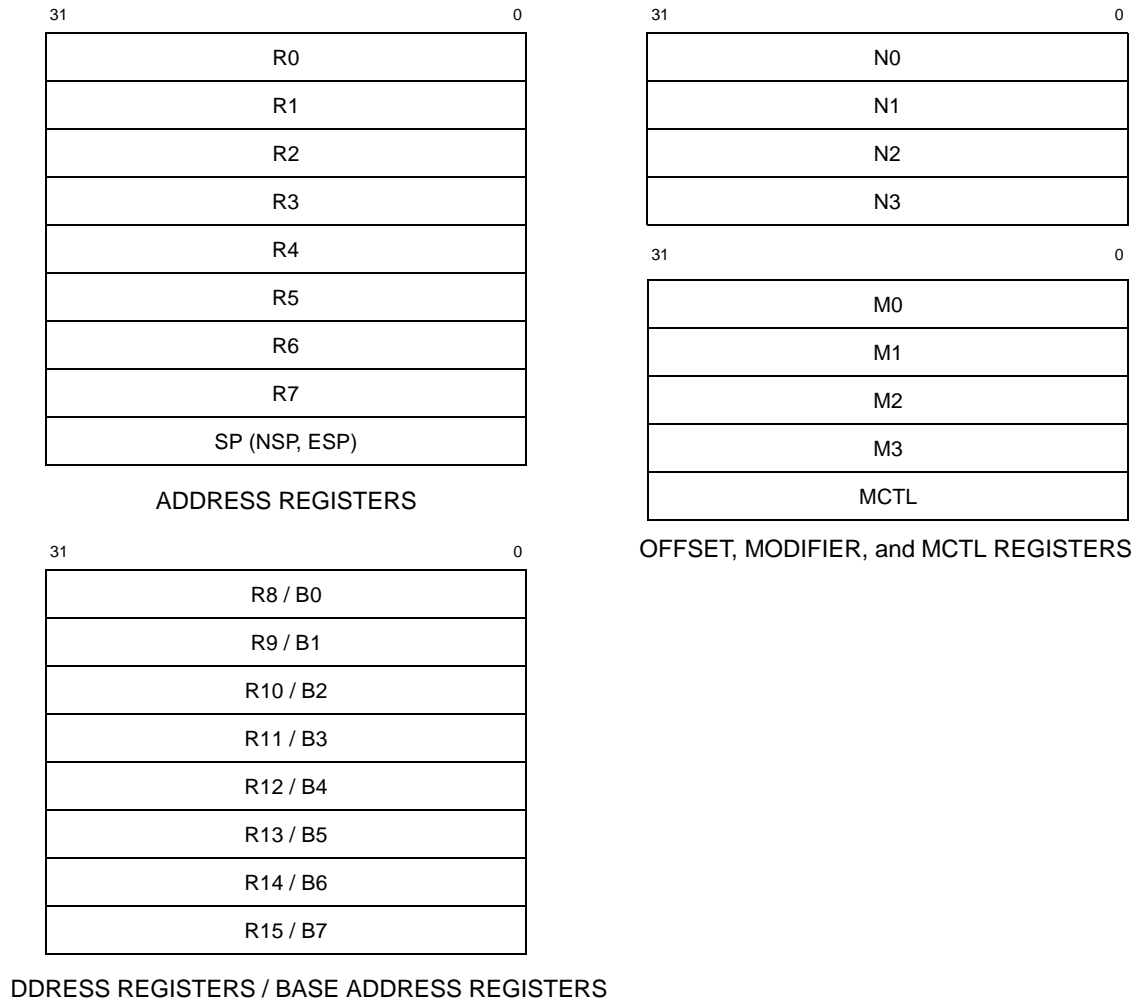 31 0
R0
R1
R2
R3
R4
R5
R6
R7
SP (NSP, ESP)
ADDRESS REGISTERS
31 0
R8 / B0
R9 / B1
R10 / B2
R11 / B3
R12 / B4
R13 / B5
R14 / B6
R15 / B7
DDRESS REGISTERS / BASE ADDRESS REGISTERS
31 0
N0
N1
N2
N3
31 0
M0
M1
M2
M3
MCTL
OFFSET, MODIFIER, and MCTL REGISTERS